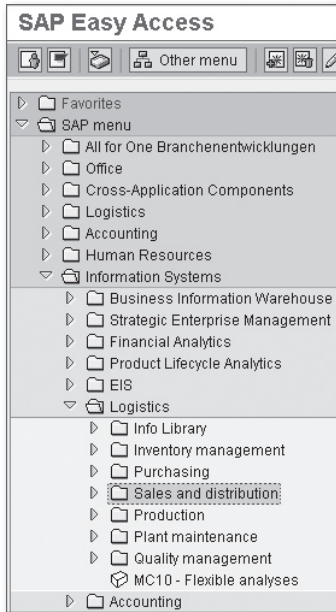 SAP Easy Access
Other menu
Favorites
SAP menu
All for One Branchenentwicklungen
Office
Cross-Application Components
Logistics
Accounting
Human Resources
Information Systems
Business Information Warehouse
Strategic Enterprise Management
Financial Analytics
Product Lifecycle Analytics
EIS
Logistics
Info Library
Inventory management
Purchasing
Sales and distribution
Production
Plant maintenance
Quality management
MC10 - Flexible analyses
Accounting